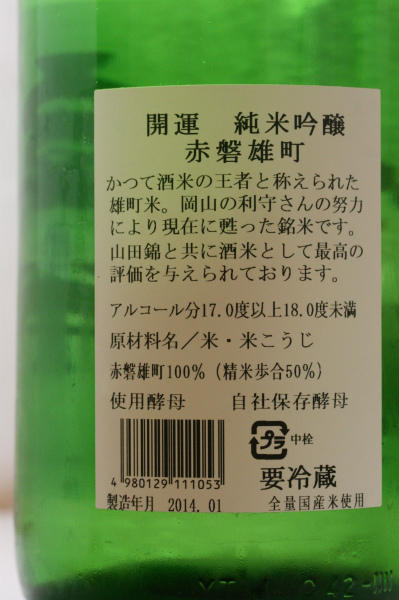 開運 純米吟醸
赤磐雄町
かつて酒米の王者と称えられた
雄町米。岡山の利守さんの努力
により現在に甦った銘米です。
山田錦と共に酒米として最高の
評価を与えられております。
アルコール分17.0度以上18.0度未満
原材料名／米・米こうじ
赤磐雄町100%（精米歩合50%）
使用酵母 自社保存酵母
プラ 中栓
4 980129 111053
要冷蔵
製造年月 2014.01 全量国産米使用